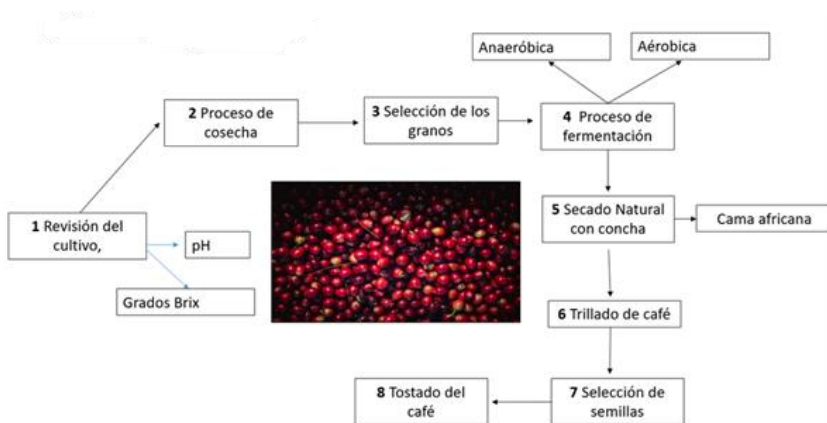 Anaeróbica
Aérobica
2 Proceso de
cosecha
3 Selección de los
granos
4 Proceso de
fermentación
1 Revisión del
cultivo,
pH
Grados Brix
5 Secado Natural
con concha
Cama africana
6 Trillado de café
7 Selección de
semillas
8 Tostado del
café